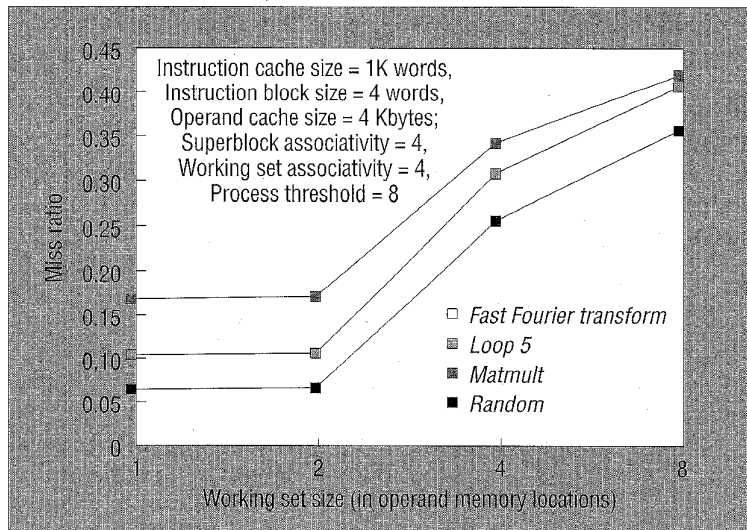 0.45
0.40
0.35
0.30
0.25
0.20
0.15
0.10
0.05
0
Miss ratio
Instruction cache size = 1K words,
Instruction block size = 4 words,
Operand cache size = 4 Kbytes;
Superblock associativity = 4,
Working set associativity = 4,
Process threshold = 8
Fast Fourier transform
Loop 5
Matmult
Random
1 2 4 8
Working set size (in operand memory locations)